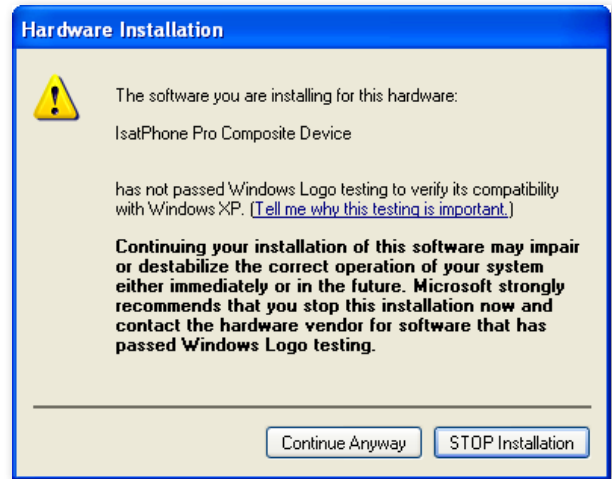 Hardware Installation
The software you are installing for this hardware:
IsatPhone Pro Composite Device
has not passed Windows Logo testing to verify its compatibility
with Windows XP. (Tell me why this testing is important.)
Continuing your installation of this software may impair
or destabilize the correct operation of your system
either immediately or in the future. Microsoft strongly
recommends that you stop this installation now and
contact the hardware vendor for software that has
passed Windows Logo testing.
Continue Anyway STOP Installation